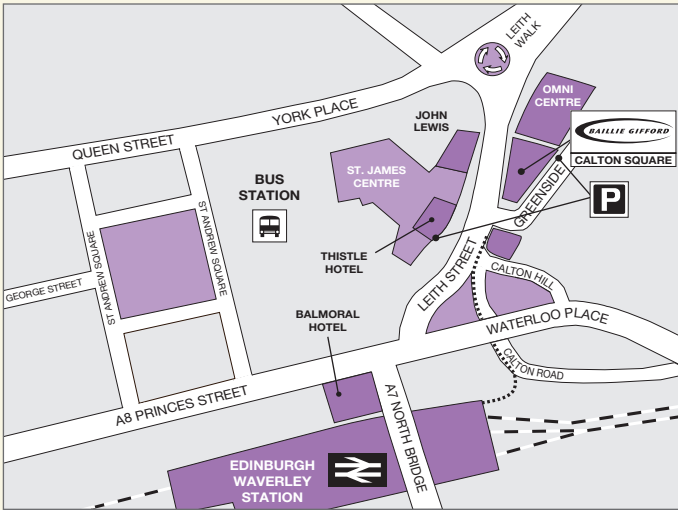 LEITH
WALK
OMNI
CENTRE
YORK PLACE
JOHN
LEWIS
BAILLIE GIFFORD
CALTON SQUARE
QUEEN STREET
ST. JAMES
CENTRE
BUS
STATION
P
GREENSIDE
ST ANDREW SQUARE
THISTLE
HOTEL
LEITH STREET
CALTON HILL
GEORGE STREET
ST ANDREW SQUARE
BALMORAL
HOTEL
WATERLOO PLACE
CALTON ROAD
A8 PRINCES STREET
A7 NORTH BRIDGE
EDINBURGH
WAVERLEY
STATION